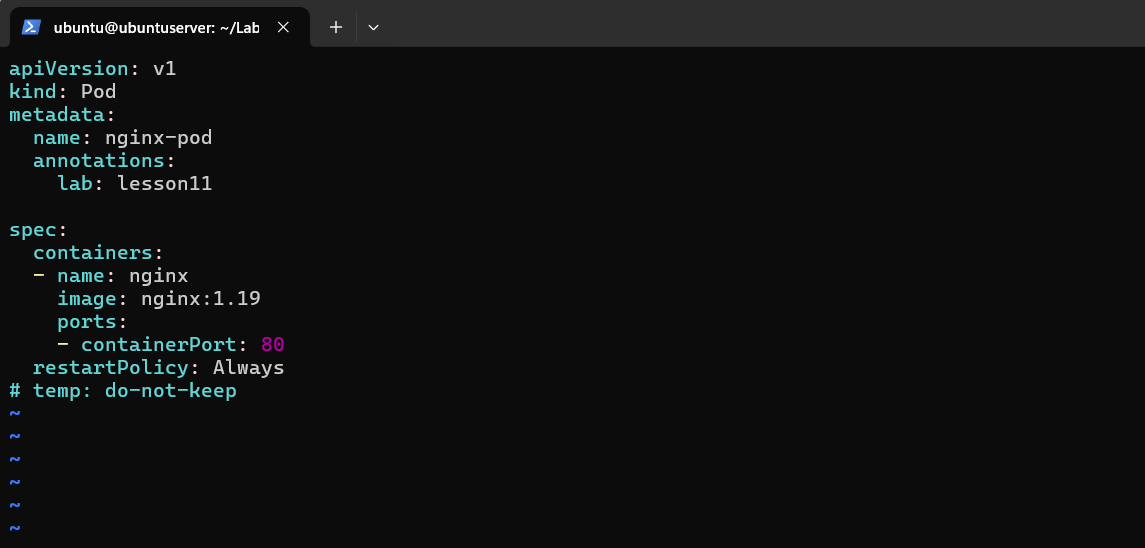 ubuntu@ubuntuserver: ~/Lab
apiVersion: v1
kind: Pod
metadata:
  name: nginx-pod
  annotations:
    lab: lesson11

spec:
  containers:
  - name: nginx
    image: nginx:1.19
    ports:
    - containerPort: 80
  restartPolicy: Always
# temp: do-not-keep
~
~
~
~
~
~